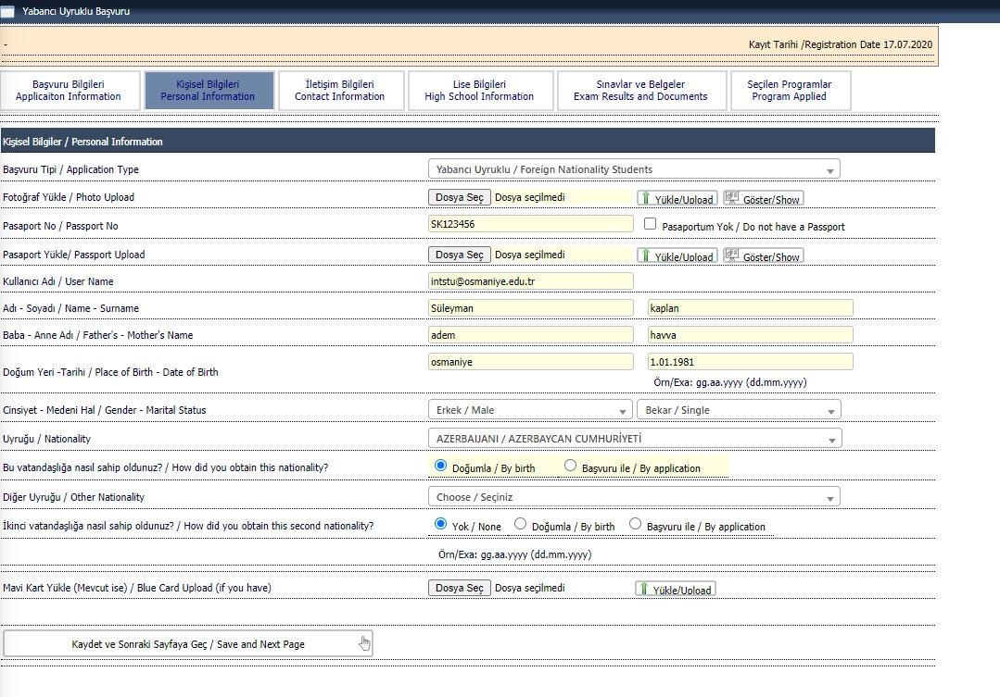 Yabancı Uyruklu Başvuru
-
Kayıt Tarihi /Registration Date 17.07.2020
Başvuru Bilgileri
Applicaiton Information
Kişisel Bilgileri
Personal Information
İletişim Bilgileri
Contact Information
Lise Bilgileri
High School Information
Sınavlar ve Belgeler
Exam Results and Documents
Seçilen Programlar
Program Applied
Kişisel Bilgiler / Personal Information
Başvuru Tipi / Application Type
Yabancı Uyruklu / Foreign Nationality Students
Fotoğraf Yükle / Photo Upload
Dosya Seç Dosya seçilmedi Yükle/Upload Göster/Show
Pasaport No / Passport No
SK123456
Pasaportum Yok / Do not have a Passport
Pasaport Yükle/ Passport Upload
Dosya Seç Dosya seçilmedi Yükle/Upload Göster/Show
Kullanıcı Adı / User Name
intstu@osmaniye.edu.tr
Adı - Soyadı / Name - Surname
Süleyman kaplan
Baba - Anne Adı / Father's - Mother's Name
adem havva
Doğum Yeri -Tarihi / Place of Birth - Date of Birth
osmaniye 1.01.1981
Örn/Exa: gg.aa.yyyy (dd.mm.yyyy)
Cinsiyet - Medeni Hal / Gender - Marital Status
Erkek / Male Bekar / Single
Uyruğu / Nationality
AZERBAIJANI / AZERBAYCAN CUMHURİYETİ
Bu vatandaşlığa nasıl sahip oldunuz? / How did you obtain this nationality?
Doğumla / By birth Başvuru ile / By application
Diğer Uyruğu / Other Nationality
Choose / Seçiniz
İkinci vatandaşlığa nasıl sahip oldunuz? / How did you obtain this second nationality?
Yok / None Doğumla / By birth Başvuru ile / By application
Örn/Exa: gg.aa.yyyy (dd.mm.yyyy)
Mavi Kart Yükle (Mevcut ise) / Blue Card Upload (if you have)
Dosya Seç Dosya seçilmedi Yükle/Upload
Kaydet ve Sonraki Sayfaya Geç / Save and Next Page